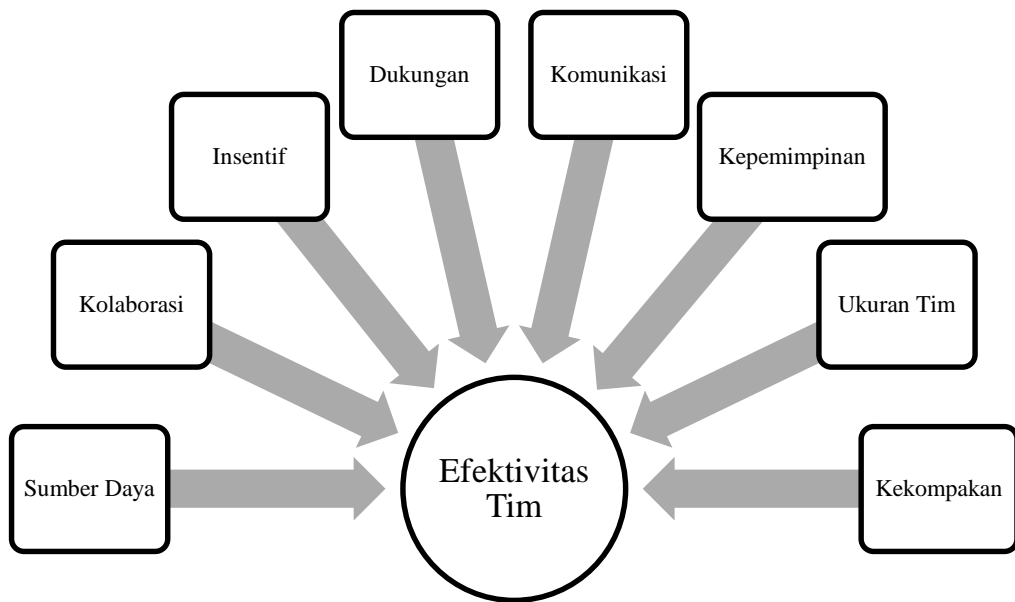 Dukungan
Komunikasi
Insentif
Kepemimpinan
Kolaborasi
Ukuran Tim
Sumber Daya
Efektivitas
Tim
Kekompakan